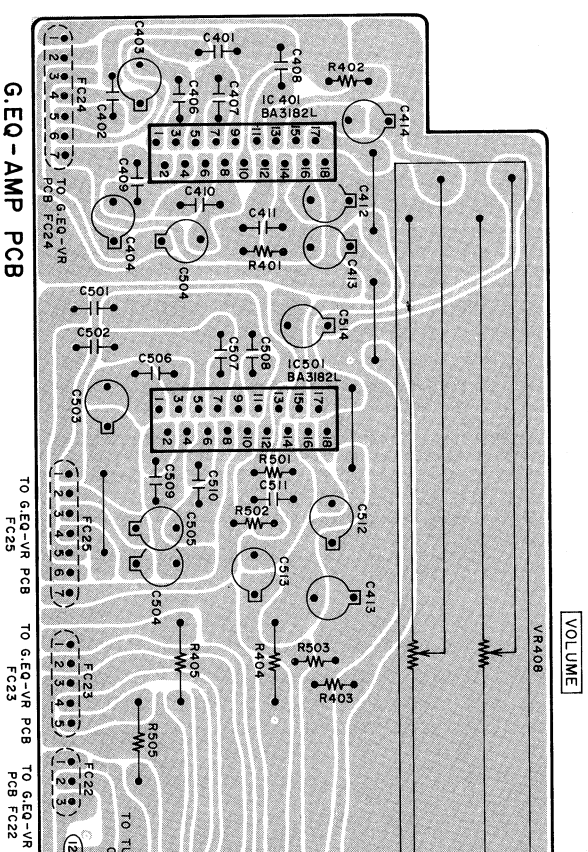 G.EQ-AMP PCB
1
2
3
4
5
6
7
FC24
TO G.EQ-VR
PCB FC24
C403
C401
C408
R402
C402
C406
C407
IC401
BA3182L
C414
1 3 5 7 9 11 13 15 17
2 4 6 8 10 12 14 16 18
C409
C410
C412
C404
C504
C411
R401
C413
C501
C502
C514
C506
C507
C508
IC501
BA3182L
C503
1 3 5 7 9 11 13 15 17
2 4 6 8 10 12 14 16 18
R501
C509
C510
C511
R502
C512
C505
C504
C513
C413
1
2
3
4
5
6
7
FC25
TO G.EQ-VR PCB
FC25
R405
R404
R503
R403
VR408
VOLUME
1
2
3
4
5
FC23
TO G.EQ-VR PCB
FC23
R505
1
2
3
FC22
TO G.EQ-VR
PCB FC22